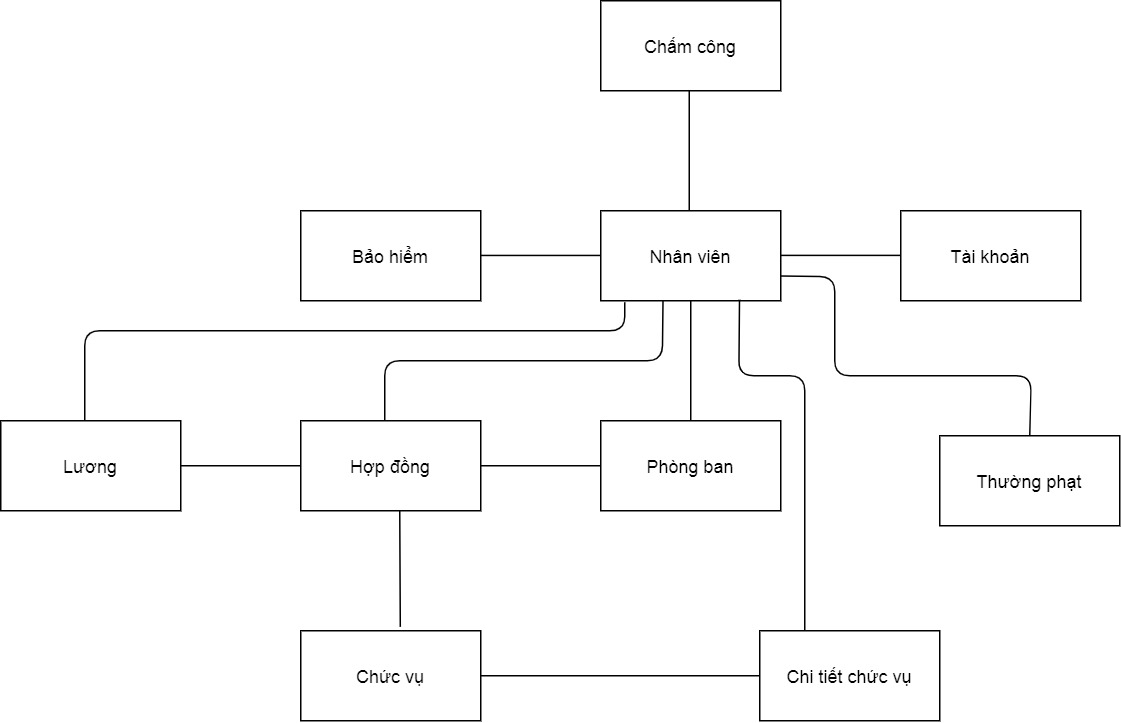 Chấm công
Bảo hiểm
Nhân viên
Tài khoản
Lương
Hợp đồng
Phòng ban
Thường phạt
Chức vụ
Chi tiết chức vụ